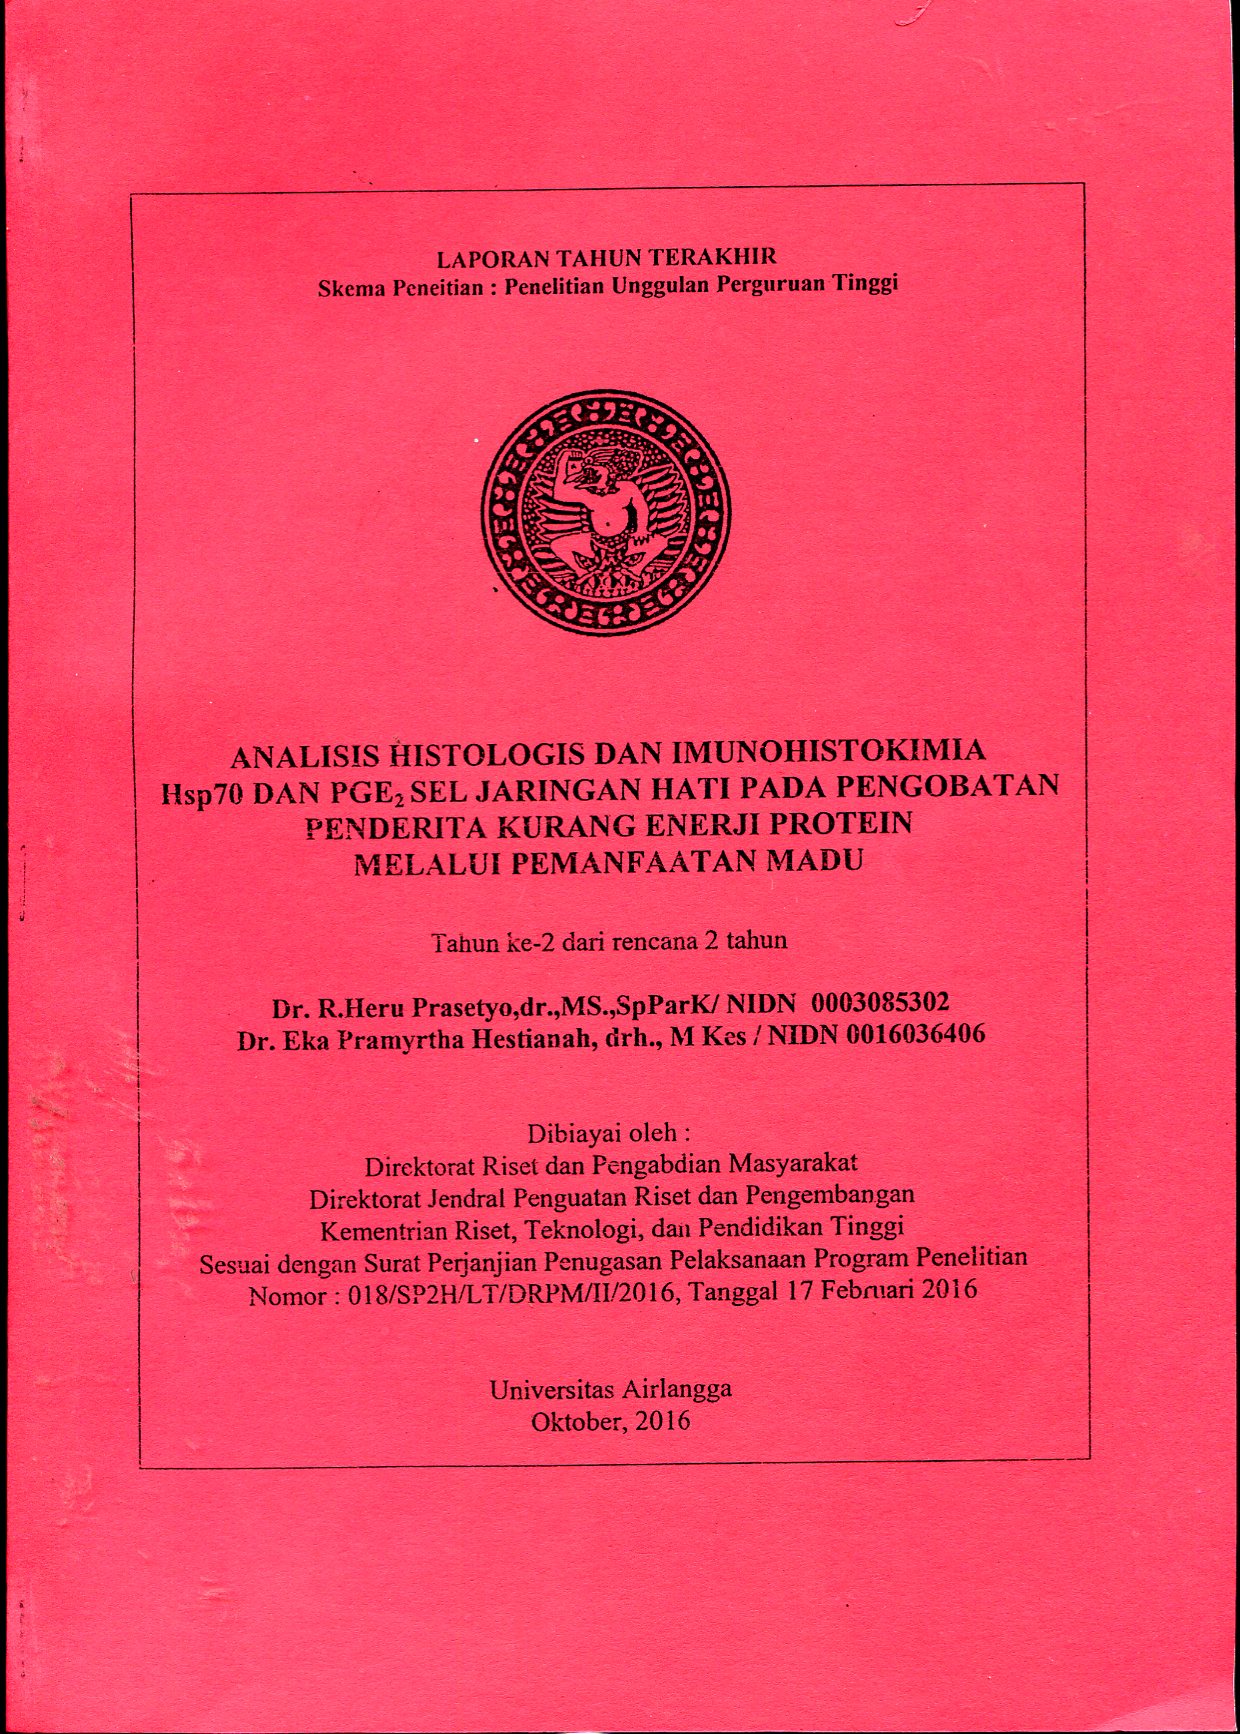 LAPORAN TAHUN TERAKHIR
Skema Peneitian : Penelitian Unggulan Perguruan Tinggi
ANALISIS HISTOLOGIS DAN IMUNOHISTOKIMIA
Hsp70 DAN PGE₂ SEL JARINGAN HATI PADA PENGOBATAN
PENDERITA KURANG ENERJI PROTEIN
MELALUI PEMANFAATAN MADU
Tahun ke-2 dari rencana 2 tahun
Dr. R.Heru Prasetyo,dr.,MS.,SpParK/ NIDN 0003085302
Dr. Eka Pramyrtha Hestianah, drh., M Kes / NIDN 0016036406
Dibiayai oleh :
Direktorat Riset dan Pengabdian Masyarakat
Direktorat Jendral Penguatan Riset dan Pengembangan
Kementrian Riset, Teknologi, dan Pendidikan Tinggi
Sesuai dengan Surat Perjanjian Penugasan Pelaksanaan Program Penelitian
Nomor : 018/SP2H/LT/DRPM/II/2016, Tanggal 17 Februari 2016
Universitas Airlangga
Oktober, 2016